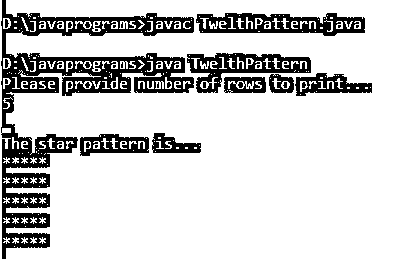 D:\javaprograms>javac TwelthPattern.java
D:\javaprograms>java TwelthPattern
Please provide number of rows to print...
5
The star pattern is...
*****
*****
*****
*****
*****